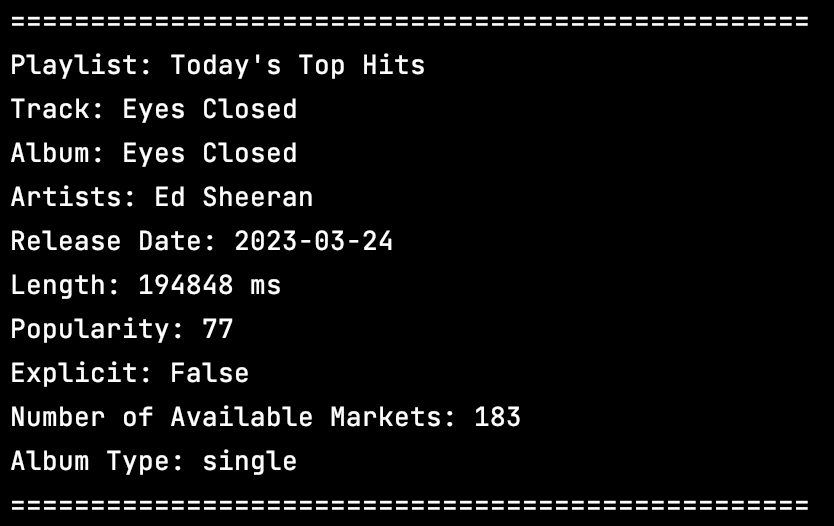 ==================================================
Playlist: Today's Top Hits
Track: Eyes Closed
Album: Eyes Closed
Artists: Ed Sheeran
Release Date: 2023-03-24
Length: 194848 ms
Popularity: 77
Explicit: False
Number of Available Markets: 183
Album Type: single
==================================================